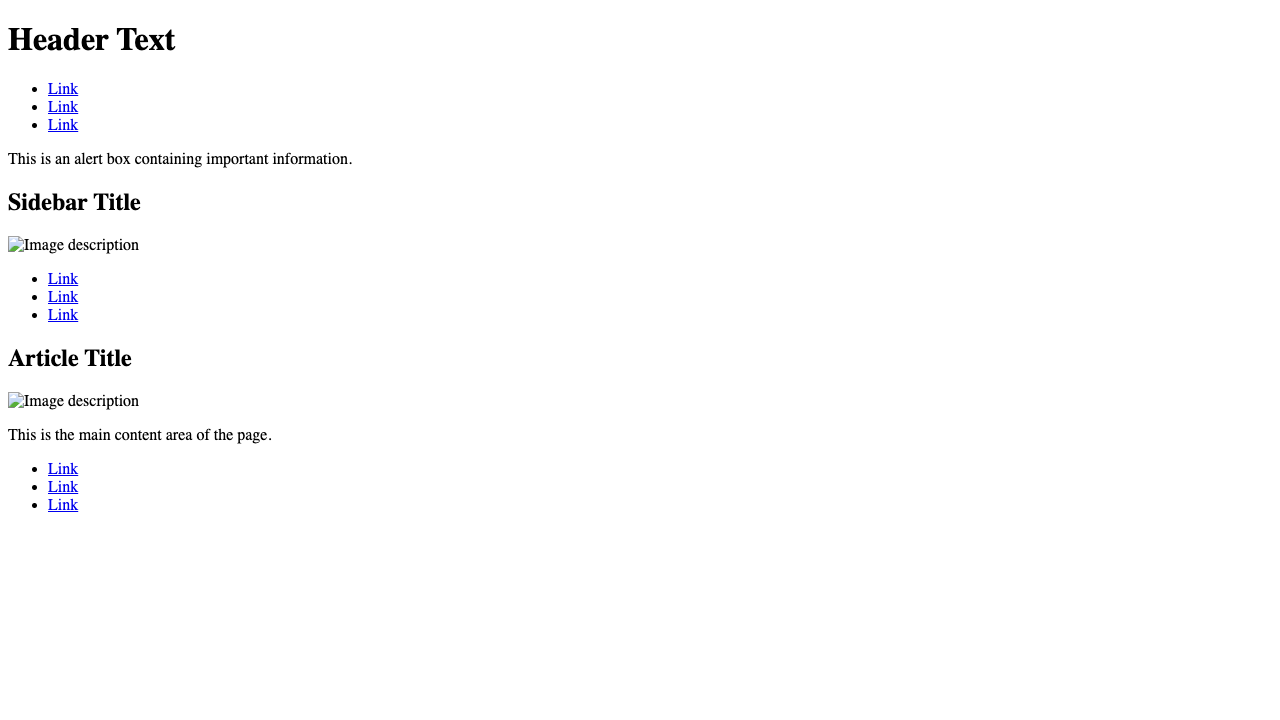 Header Text
Link
Link
Link
This is an alert box containing important information.
Sidebar Title
Image description
Link
Link
Link
Article Title
Image description
This is the main content area of the page.
Link
Link
Link